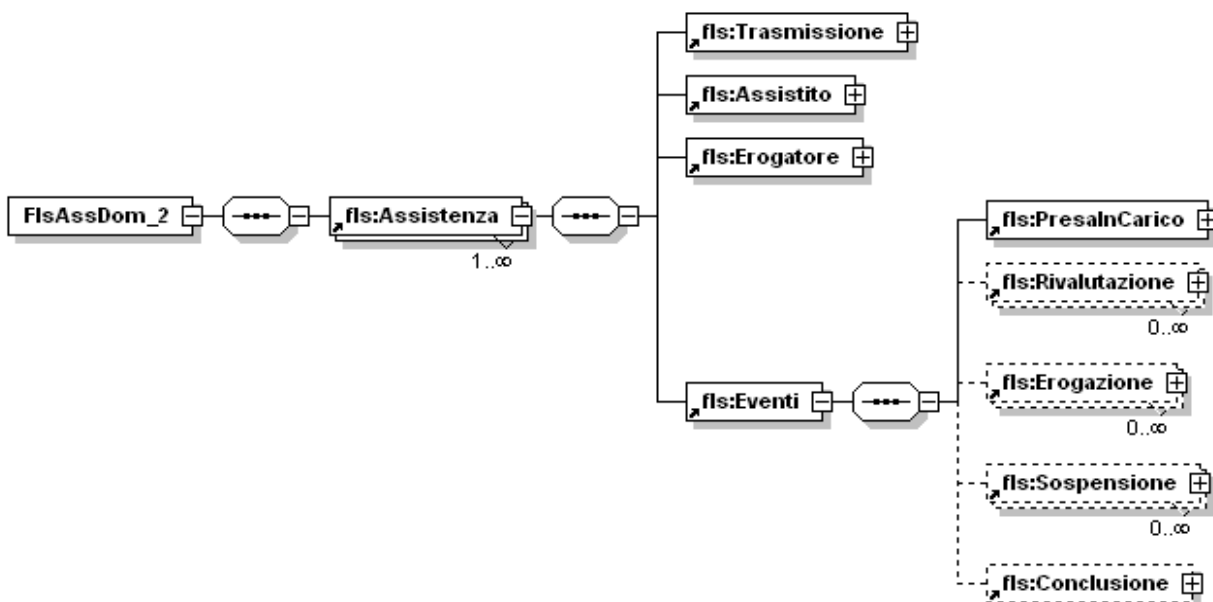 fls:Trasmissione
fls:Assistito
fls:Erogatore
FlsAssDom_2
fls:Assistenza
1..∞
fls:PresaInCarico
fls:Rivalutazione
0..∞
fls:Eventi
fls:Erogazione
0..∞
fls:Sospensione
0..∞
fls:Conclusione